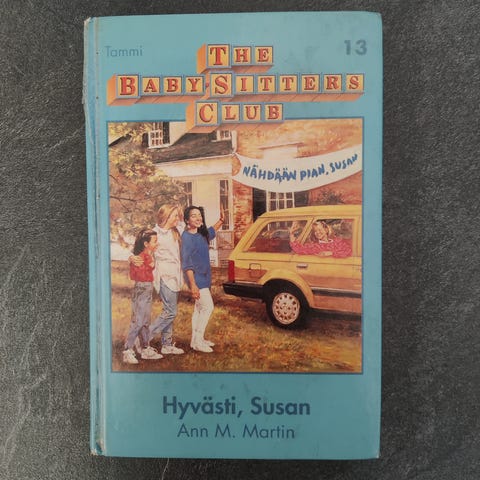 Tammi
13
THE
BABY-SITTERS
CLUB
NÄHDÄÄN PIAN, SUSAN
Hyvästi, Susan
Ann M. Martin